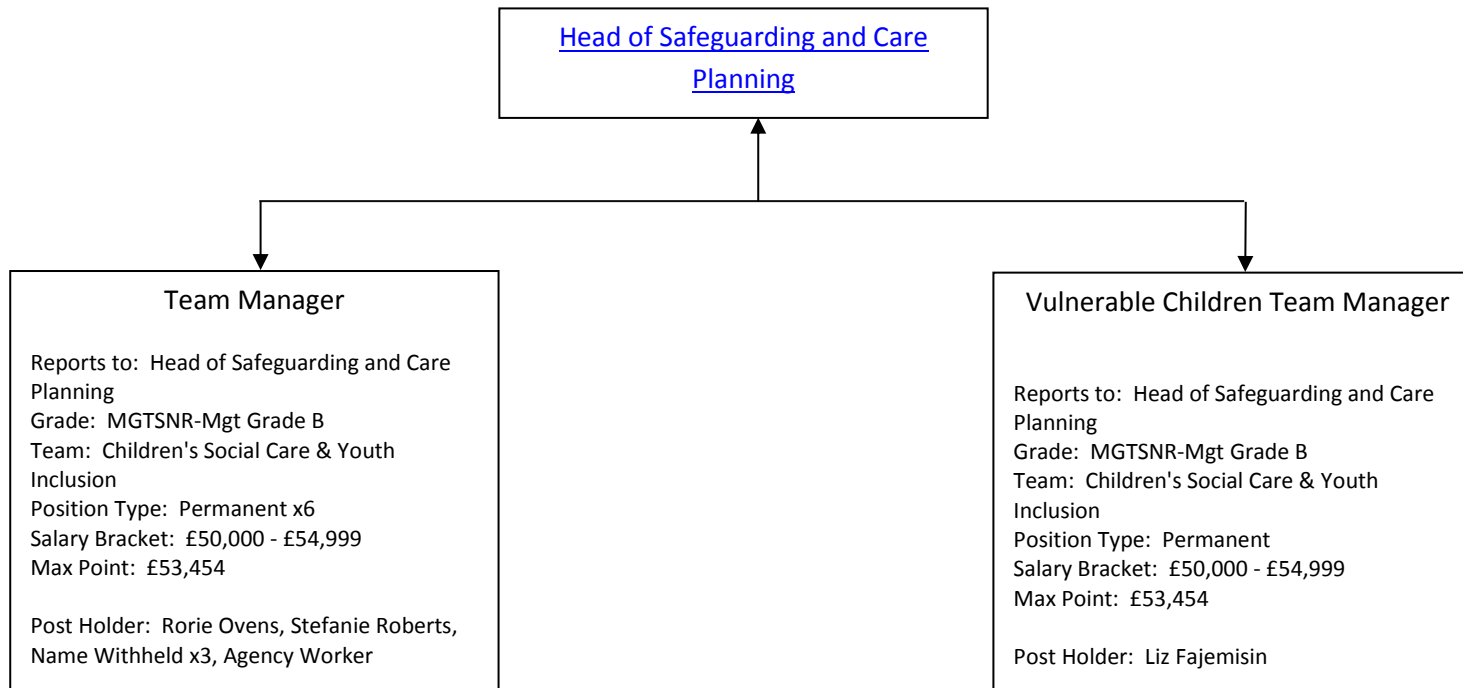 Head of Safeguarding and Care
Planning
Team Manager
Reports to: Head of Safeguarding and Care
Planning
Grade: MGTSNR-Mgt Grade B
Team: Children's Social Care & Youth
Inclusion
Position Type: Permanent x6
Salary Bracket: £50,000 - £54,999
Max Point: £53,454
Post Holder: Rorie Ovens, Stefanie Roberts,
Name Withheld x3, Agency Worker
Vulnerable Children Team Manager
Reports to: Head of Safeguarding and Care
Planning
Grade: MGTSNR-Mgt Grade B
Team: Children's Social Care & Youth
Inclusion
Position Type: Permanent
Salary Bracket: £50,000 - £54,999
Max Point: £53,454
Post Holder: Liz Fajemisin